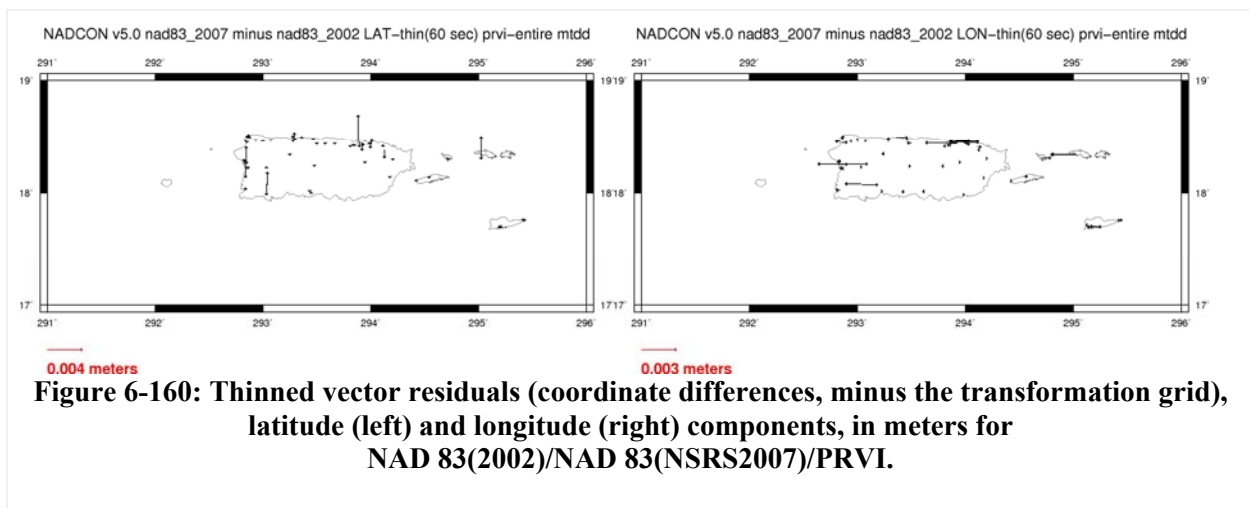 NADCON v5.0 nad83_2007 minus nad83_2002 LAT−thin(60 sec) prvi−entire mtdd
291˚ 292˚ 293˚ 294˚ 295˚ 296˚
19˚ 19˚
18˚ 18˚
17˚ 17˚
291˚ 292˚ 293˚ 294˚ 295˚ 296˚
0.004 meters
NADCON v5.0 nad83_2007 minus nad83_2002 LON−thin(60 sec) prvi−entire mtdd
291˚ 292˚ 293˚ 294˚ 295˚ 296˚
19˚ 19˚
18˚ 18˚
17˚ 17˚
291˚ 292˚ 293˚ 294˚ 295˚ 296˚
0.003 meters
Figure 6-160: Thinned vector residuals (coordinate differences, minus the transformation grid),
latitude (left) and longitude (right) components, in meters for
NAD 83(2002)/NAD 83(NSRS2007)/PRVI.